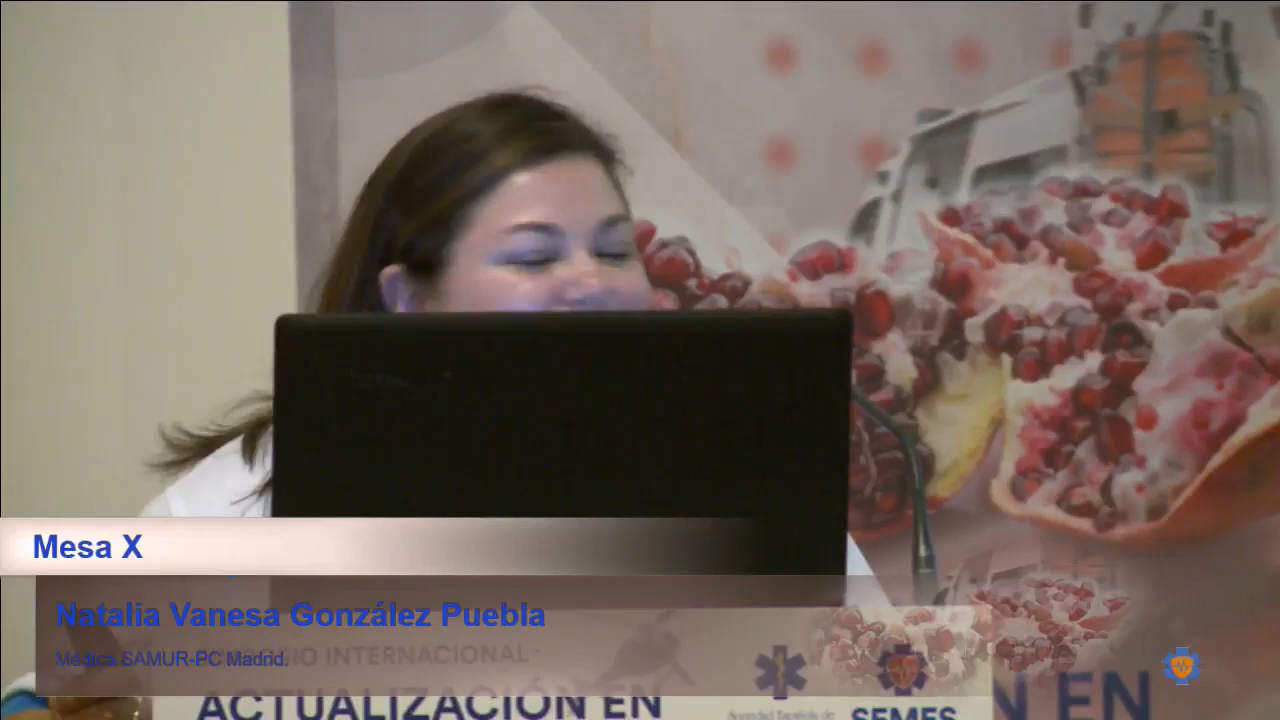 Mesa X
Natalia Vanesa González Puebla
Médica SAMUR-PC Madrid.
INTERNACIONAL
ACTUALIZACIÓN EN
SEMES
N EN